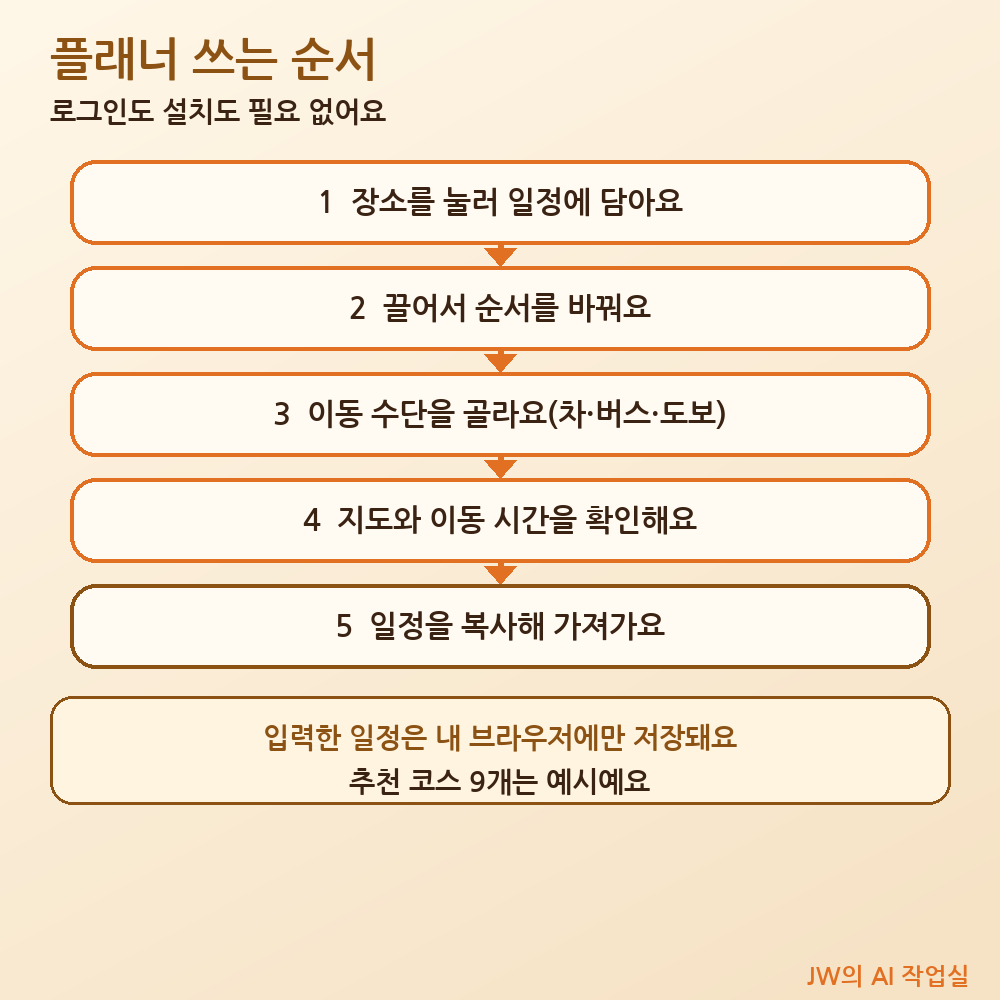 플래너 쓰는 순서
로그인도 설치도 필요 없어요
1 장소를 눌러 일정에 담아요
2 끌어서 순서를 바꿔요
3 이동 수단을 골라요(차·버스·도보)
4 지도와 이동 시간을 확인해요
5 일정을 복사해 가져가요
입력한 일정은 내 브라우저에만 저장돼요
추천 코스 9개는 예시예요
JW의 AI 작업실